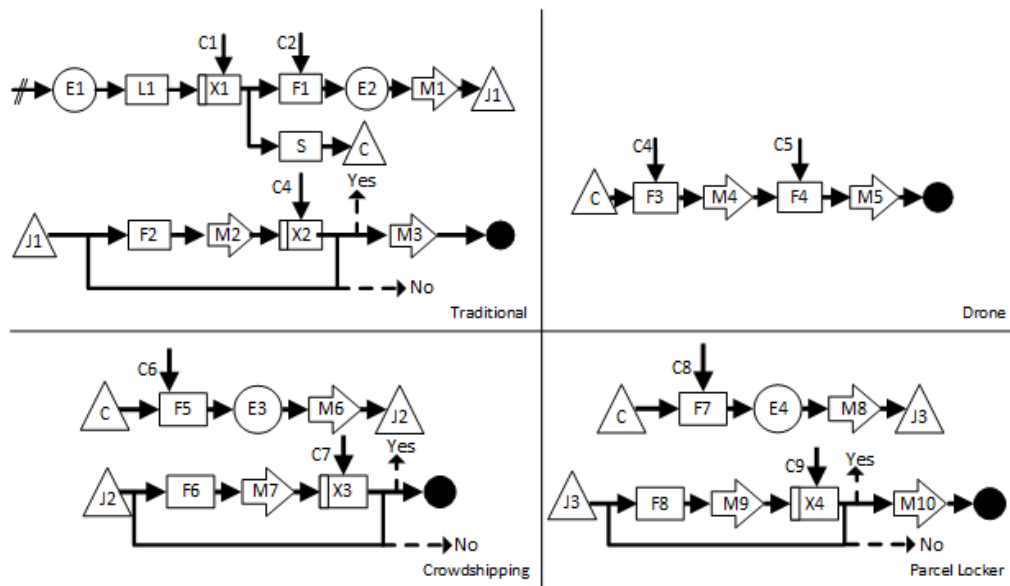 C1 C2
E1 L1 X1 F1 E2 M1 J1
S C
C4 Yes
J1 F2 M2 X2 M3
No
Traditional
C4 C5
C F3 M4 F4 M5
Drone
C6
C F5 E3 M6 J2
C7 Yes
J2 F6 M7 X3
No
Crowdshipping
C8
C F7 E4 M8 J3
C9 Yes
J3 F8 M9 X4 M10
No
Parcel Locker